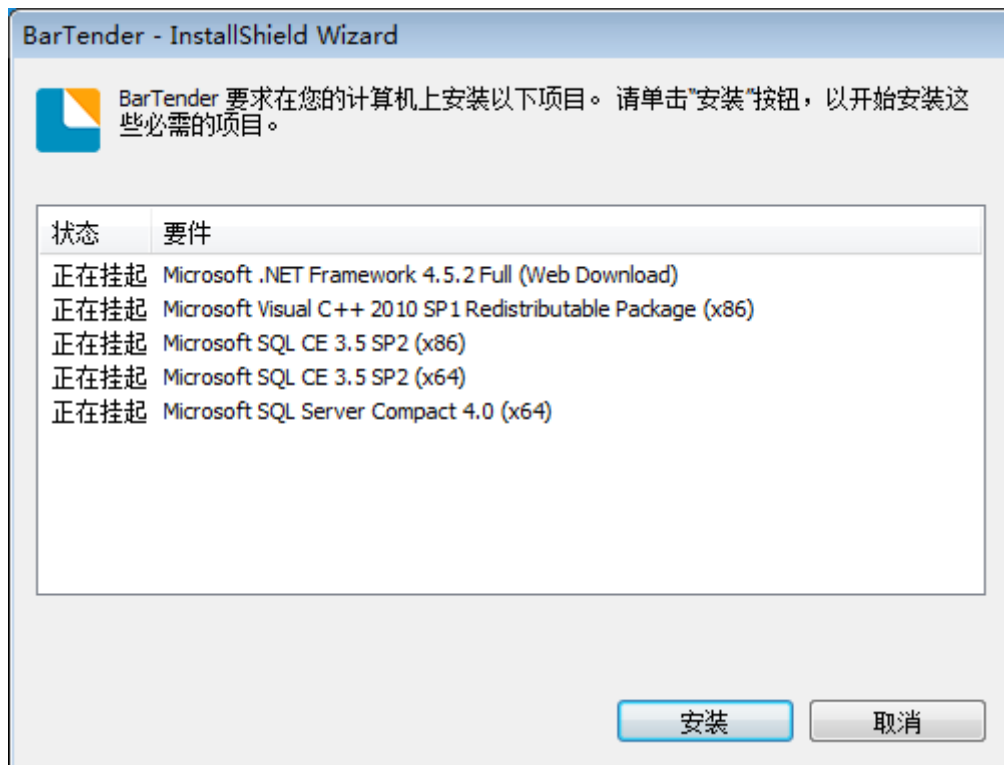 BarTender - InstallShield Wizard
BarTender 要求在您的计算机上安装以下项目。 请单击"安装"按钮，以开始安装这
些必需的项目。
状态 要件
正在挂起 Microsoft .NET Framework 4.5.2 Full (Web Download)
正在挂起 Microsoft Visual C++ 2010 SP1 Redistributable Package (x86)
正在挂起 Microsoft SQL CE 3.5 SP2 (x86)
正在挂起 Microsoft SQL CE 3.5 SP2 (x64)
正在挂起 Microsoft SQL Server Compact 4.0 (x64)
安装 取消